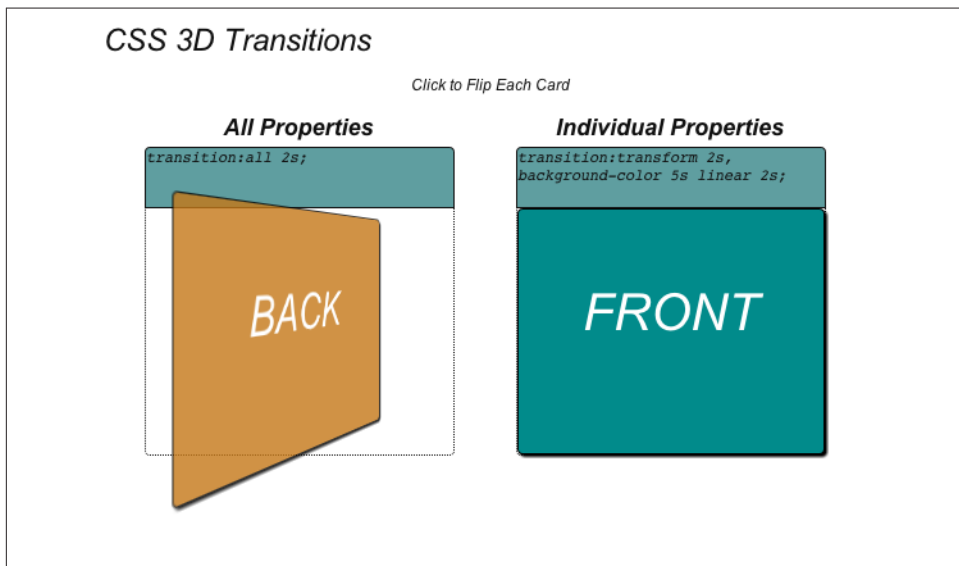 CSS 3D Transitions
Click to Flip Each Card
All Properties
transition:all 2s;
BACK
Individual Properties
transition:transform 2s,
background-color 5s linear 2s;
FRONT